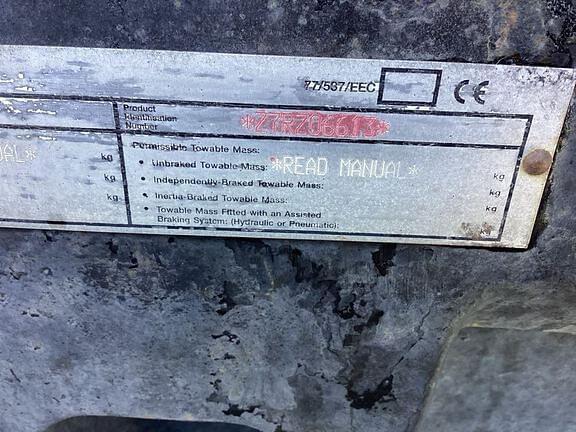 77/537/EEC CE
Product
Identification
Number *Z7RZ06613*
Permissible Towable Mass:
UAL* kg • Unbraked Towable Mass: *READ MANUAL* kg
• Independently-Braked Towable Mass: kg
kg • Inertia-Braked Towable Mass: kg
• Towable Mass Fitted with an Assisted
Braking System: (Hydraulic or Pneumatic): kg